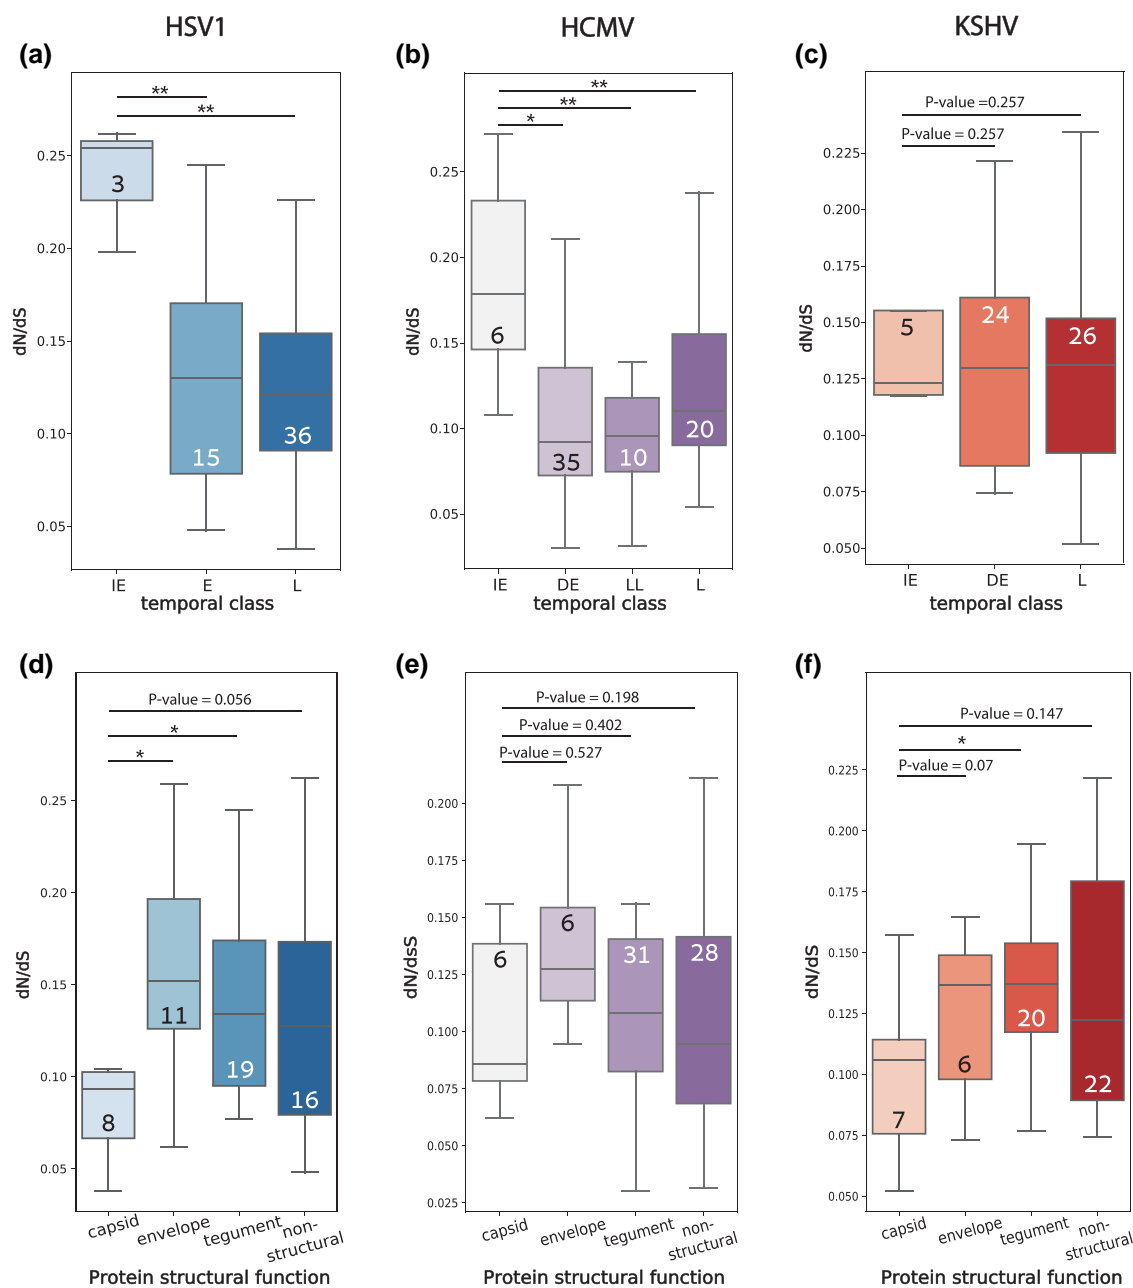 HSV1
HCMV
KSHV
(a)
**
**
0.25
0.20
0.15
0.10
0.05
dN/dS
3
15
36
IE
E
L
temporal class
(b)
**
**
*
0.25
0.20
0.15
0.10
0.05
dN/dS
6
35
10
20
IE
DE
LL
L
temporal class
(c)
P-value =0.257
P-value = 0.257
0.225
0.200
0.175
0.150
0.125
0.100
0.075
0.050
dN/dS
5
24
26
IE
DE
L
temporal class
(d)
P-value = 0.056
*
*
0.25
0.20
0.15
0.10
0.05
dN/dS
8
11
19
16
capsid
envelope
tegument
non-
structural
Protein structural function
(e)
P-value = 0.198
P-value = 0.402
P-value = 0.527
0.200
0.175
0.150
0.125
0.100
0.075
0.050
0.025
dN/dsS
6
6
31
28
capsid
envelope
tegument
non-
structural
Protein structural function
(f)
P-value = 0.147
*
P-value = 0.07
0.225
0.200
0.175
0.150
0.125
0.100
0.075
0.050
dN/dS
7
6
20
22
capsid
envelope
tegument
non-
structural
Protein structural function